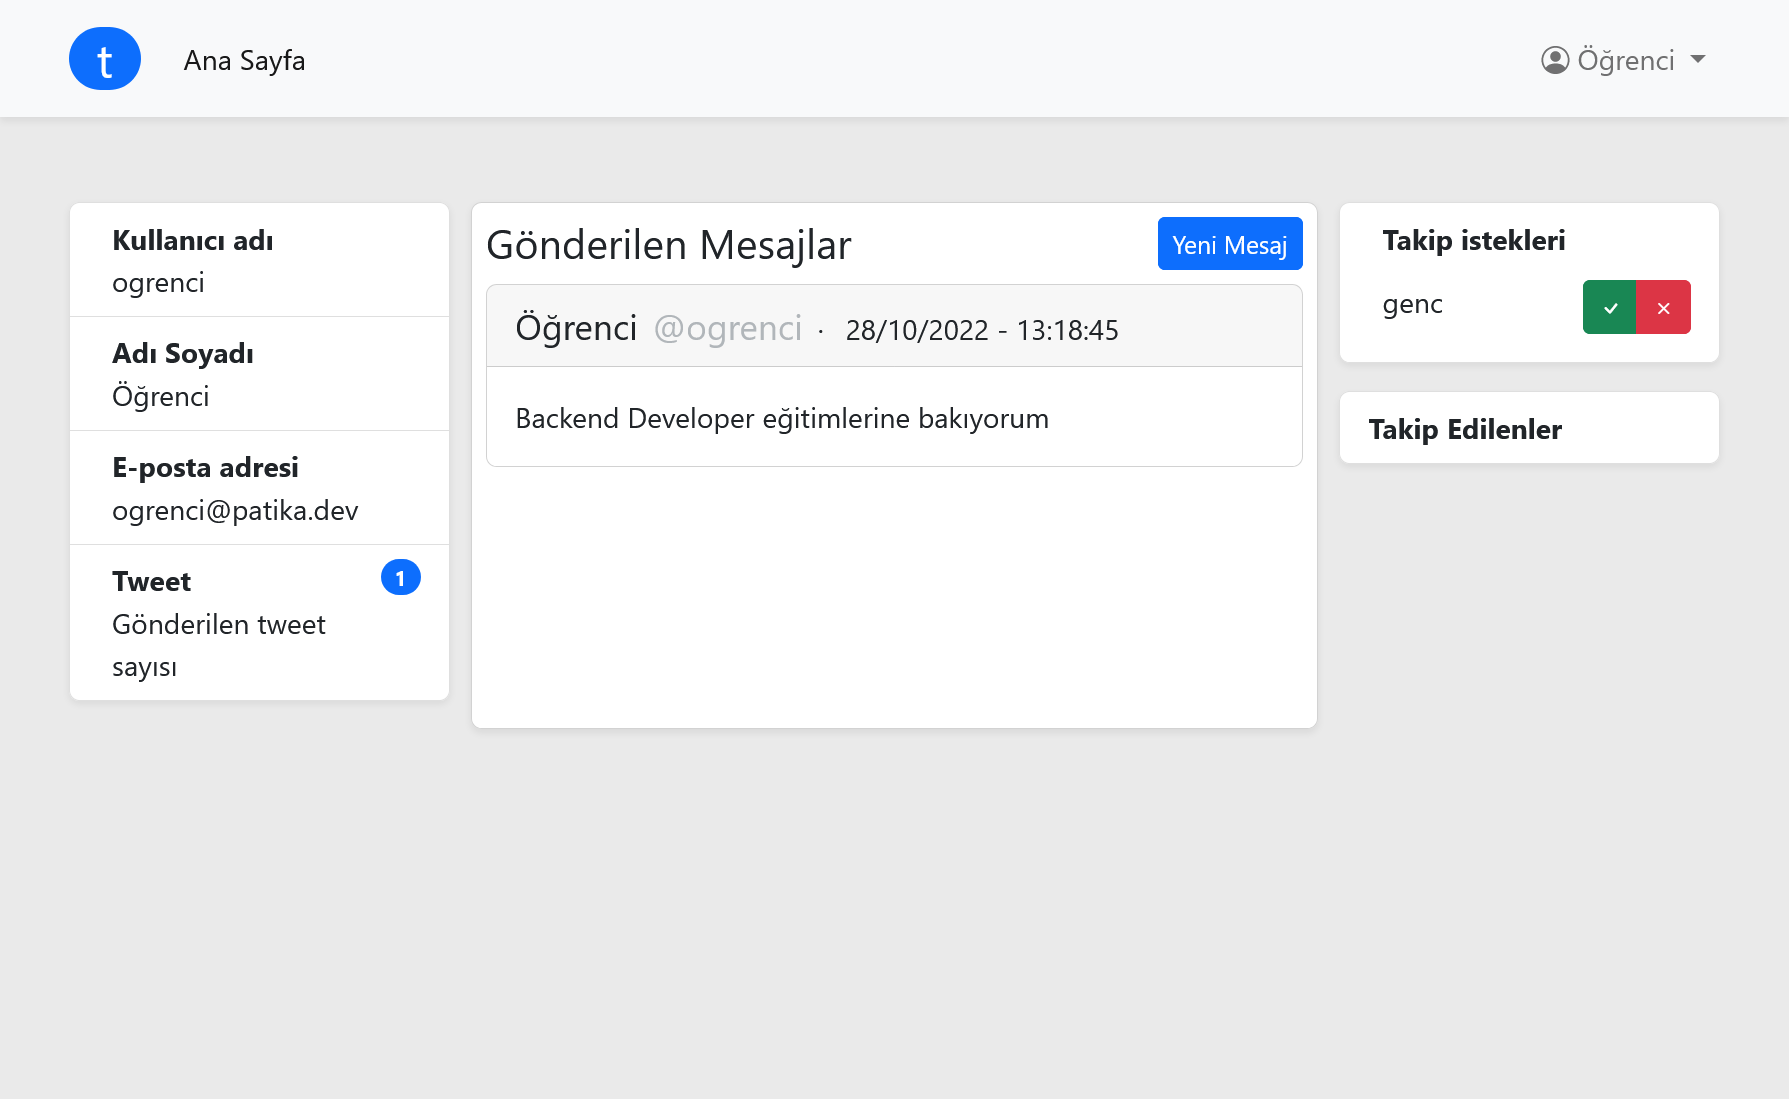 t
Ana Sayfa
Öğrenci
Kullanıcı adı
ogrenci
Adı Soyadı
Öğrenci
E-posta adresi
ogrenci@patika.dev
Tweet 1
Gönderilen tweet
sayısı
Gönderilen Mesajlar
Yeni Mesaj
Öğrenci @ogrenci · 28/10/2022 - 13:18:45
Backend Developer eğitimlerine bakıyorum
Takip istekleri
genc
Takip Edilenler